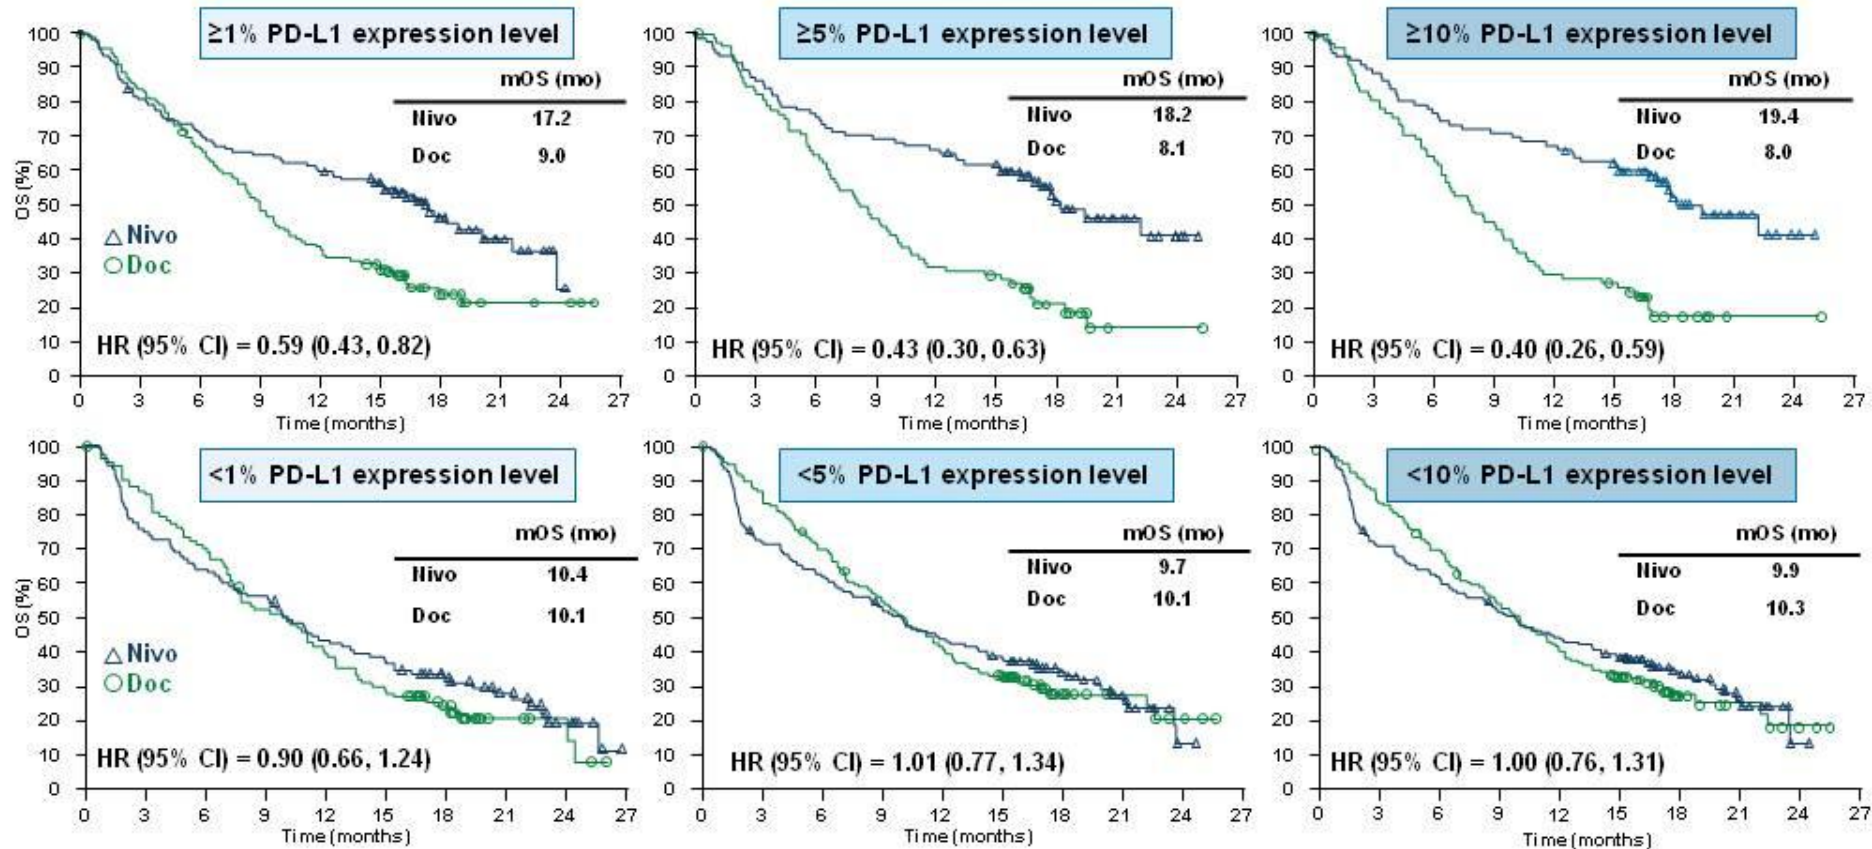 ≥1% PD-L1 expression level
mOS (mo)
Nivo 17.2
Doc 9.0
OS (%)
100
90
80
70
60
50
40
30
20
10
0
Nivo
Doc
HR (95% CI) = 0.59 (0.43, 0.82)
0 3 6 9 12 15 18 21 24 27
Time (months)
≥5% PD-L1 expression level
mOS (mo)
Nivo 18.2
Doc 8.1
100
90
80
70
60
50
40
30
20
10
0
HR (95% CI) = 0.43 (0.30, 0.63)
0 3 6 9 12 15 18 21 24 27
Time (months)
≥10% PD-L1 expression level
mOS (mo)
Nivo 19.4
Doc 8.0
100
90
80
70
60
50
40
30
20
10
0
HR (95% CI) = 0.40 (0.26, 0.59)
0 3 6 9 12 15 18 21 24 27
Time (months)
<1% PD-L1 expression level
mOS (mo)
Nivo 10.4
Doc 10.1
OS (%)
100
90
80
70
60
50
40
30
20
10
0
Nivo
Doc
HR (95% CI) = 0.90 (0.66, 1.24)
0 3 6 9 12 15 18 21 24 27
Time (months)
<5% PD-L1 expression level
mOS (mo)
Nivo 9.7
Doc 10.1
100
90
80
70
60
50
40
30
20
10
0
HR (95% CI) = 1.01 (0.77, 1.34)
0 3 6 9 12 15 18 21 24 27
Time (months)
<10% PD-L1 expression level
mOS (mo)
Nivo 9.9
Doc 10.3
100
90
80
70
60
50
40
30
20
10
0
HR (95% CI) = 1.00 (0.76, 1.31)
0 3 6 9 12 15 18 21 24 27
Time (months)